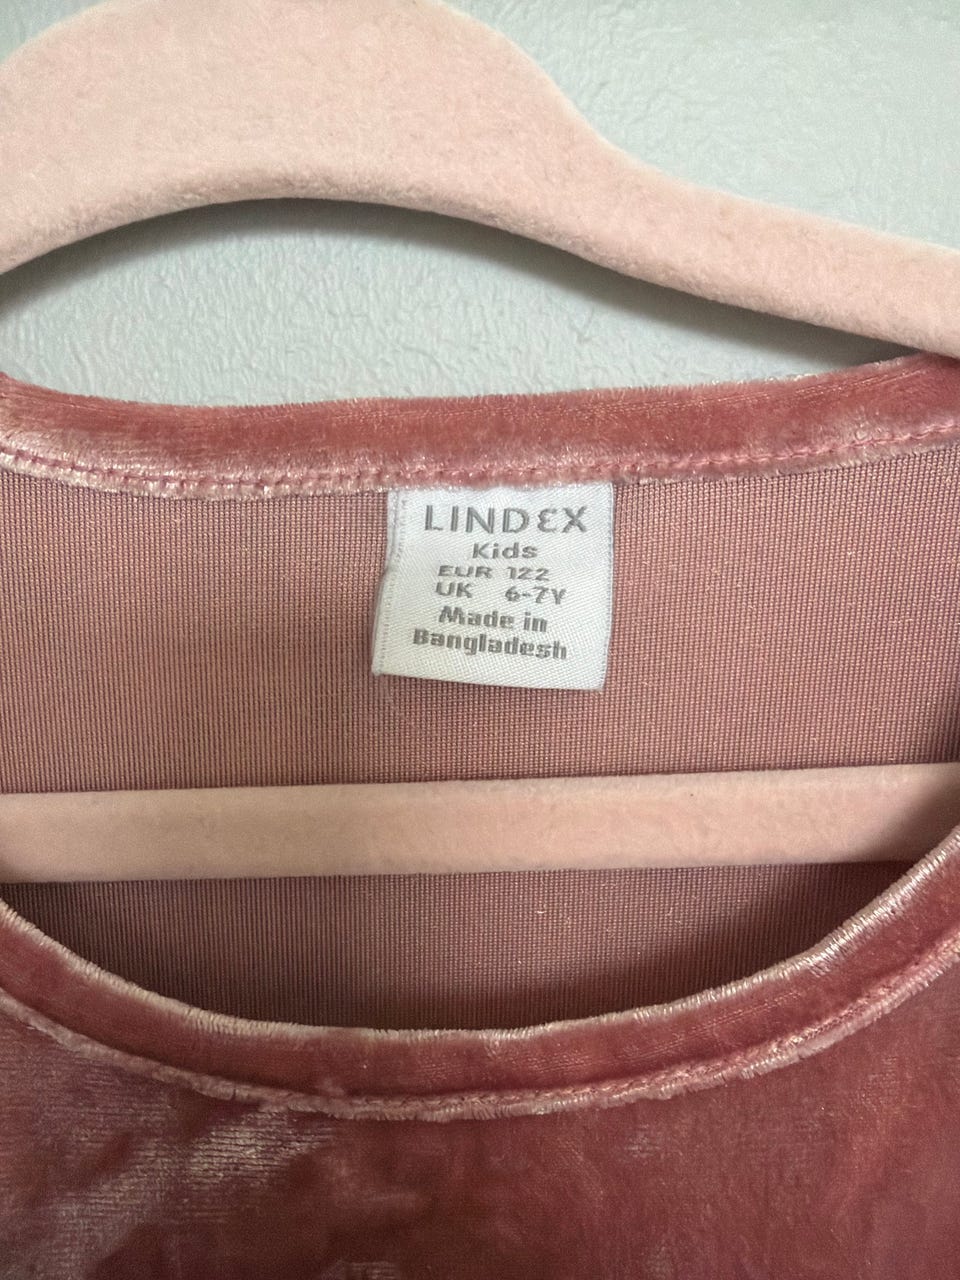 LINDEX
Kids
EUR 122
UK 6-7Y
Made in
Bangladesh